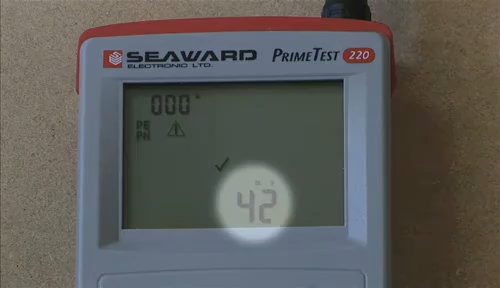 SEAWARD
ELECTRONIC LTD.
PRIMETEST 220
000
42